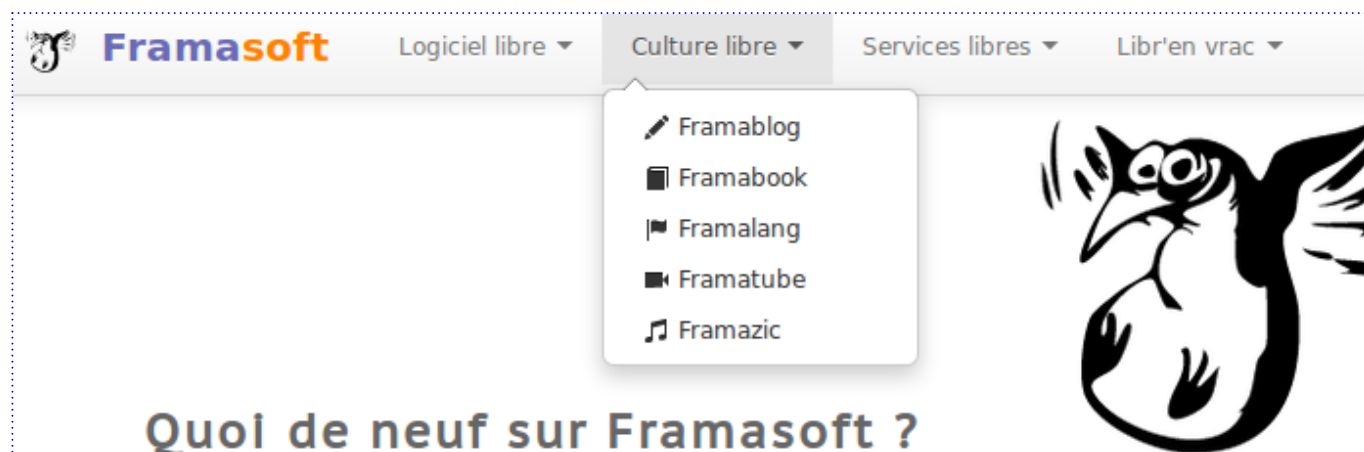 Framasoft Logiciel libre Culture libre Services libres Libr'en vrac
Framablog
Framabook
Framalang
Framatube
Framazic
Quoi de neuf sur Framasoft ?